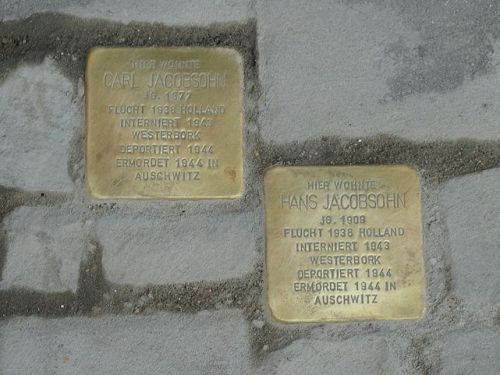 HIER WOHNTE
CARL JACOBSOHN
JG. 1877
FLUCHT 1938 HOLLAND
INTERNIERT 1943
WESTERBORK
DEPORTIERT 1944
ERMORDET 1944 IN
AUSCHWITZ
HIER WOHNTE
HANS JACOBSOHN
JG. 1909
FLUCHT 1938 HOLLAND
INTERNIERT 1943
WESTERBORK
DEPORTIERT 1944
ERMORDET 1944 IN
AUSCHWITZ